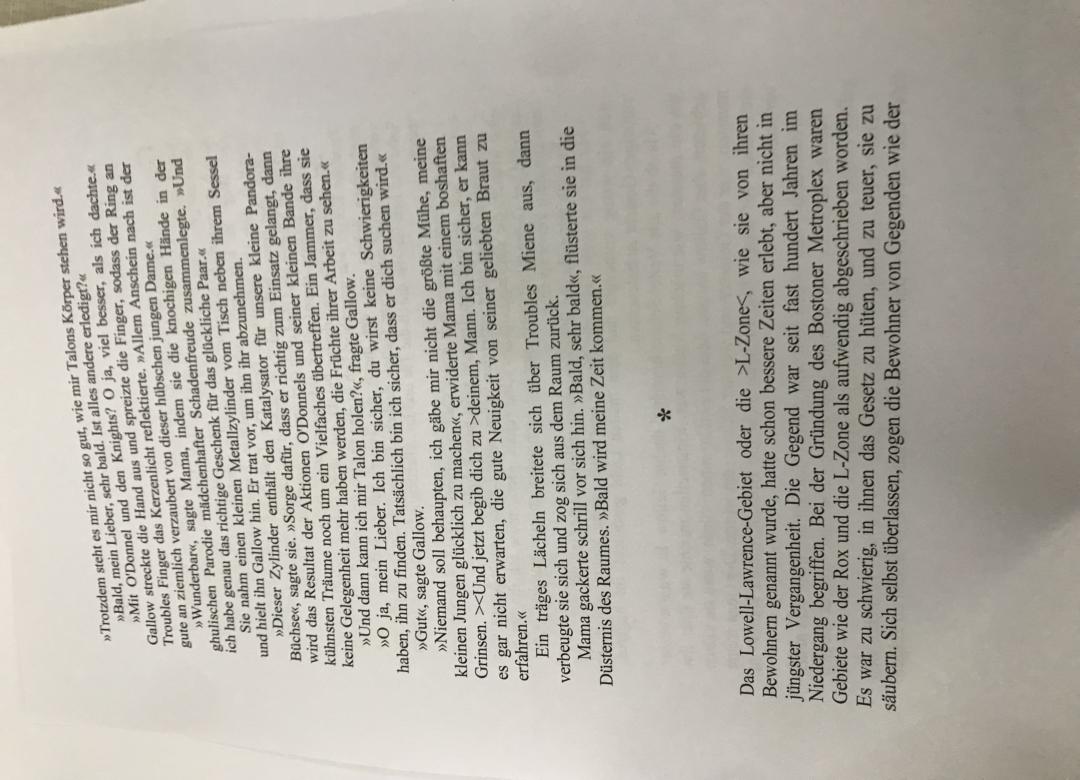 »Trotzdem steht es mir nicht so gut, wie mir Talons Körper stehen wird.«
»Bald, mein Lieber, sehr bald. Ist alles andere erledigt?«
»Mit O'Donnel und den Knights? O ja, viel besser, als ich dachte.«
Gallow streckte die Hand aus und spreizte die Finger, sodass der Ring an
Troubles Finger das Kerzenlicht reflektierte. »Allem Anschein nach ist der
gute an ziemlich verzaubert von dieser hübschen jungen Dame.«
»Wunderbar«, sagte Mama, indem sie die knochigen Hände in der
ghulischen Parodie mädchenhafter Schadenfreude zusammenlegte. »Und
ich habe genau das richtige Geschenk für das glückliche Paar.«
Sie nahm einen kleinen Metallzylinder vom Tisch neben ihrem Sessel
und hielt ihn Gallow hin. Er trat vor, um ihn ihr abzunehmen.
»Dieser Zylinder enthält den Katalysator für unsere kleine Pandora-
Büchse«, sagte sie. »Sorge dafür, dass er richtig zum Einsatz gelangt, dann
wird das Resultat der Aktionen O'Donnels und seiner kleinen Bande ihre
kühnsten Träume noch um ein Vielfaches übertreffen. Ein Jammer, dass sie
keine Gelegenheit mehr haben werden, die Früchte ihrer Arbeit zu sehen.«
»Und dann kann ich mir Talon holen?«, fragte Gallow.
»O ja, mein Lieber. Ich bin sicher, du wirst keine Schwierigkeiten
haben, ihn zu finden. Tatsächlich bin ich sicher, dass er dich suchen wird.«
»Gut«, sagte Gallow.
»Niemand soll behaupten, ich gäbe mir nicht die größte Mühe, meine
kleinen Jungen glücklich zu machen«, erwiderte Mama mit einem boshaften
Grinsen. ><Und jetzt begib dich zu >deinem, Mann. Ich bin sicher, er kann
es gar nicht erwarten, die gute Neuigkeit von seiner geliebten Braut zu
erfahren.«
Ein träges Lächeln breitete sich über Troubles Miene aus, dann
verbeugte sie sich und zog sich aus dem Raum zurück.
Mama gackerte schrill vor sich hin. »Bald, sehr bald«, flüsterte sie in die
Düsternis des Raumes. »Bald wird meine Zeit kommen.«
*
Das Lowell-Lawrence-Gebiet oder die >L-Zone<, wie sie von ihren
Bewohnern genannt wurde, hatte schon bessere Zeiten erlebt, aber nicht in
jüngster Vergangenheit. Die Gegend war seit fast hundert Jahren im
Niedergang begriffen. Bei der Gründung des Bostoner Metroplex waren
Gebiete wie der Rox und die L-Zone als aufwendig abgeschrieben worden.
Es war zu schwierig, in ihnen das Gesetz zu hüten, und zu teuer, sie zu
säubern. Sich selbst überlassen, zogen die Bewohner von Gegenden wie der